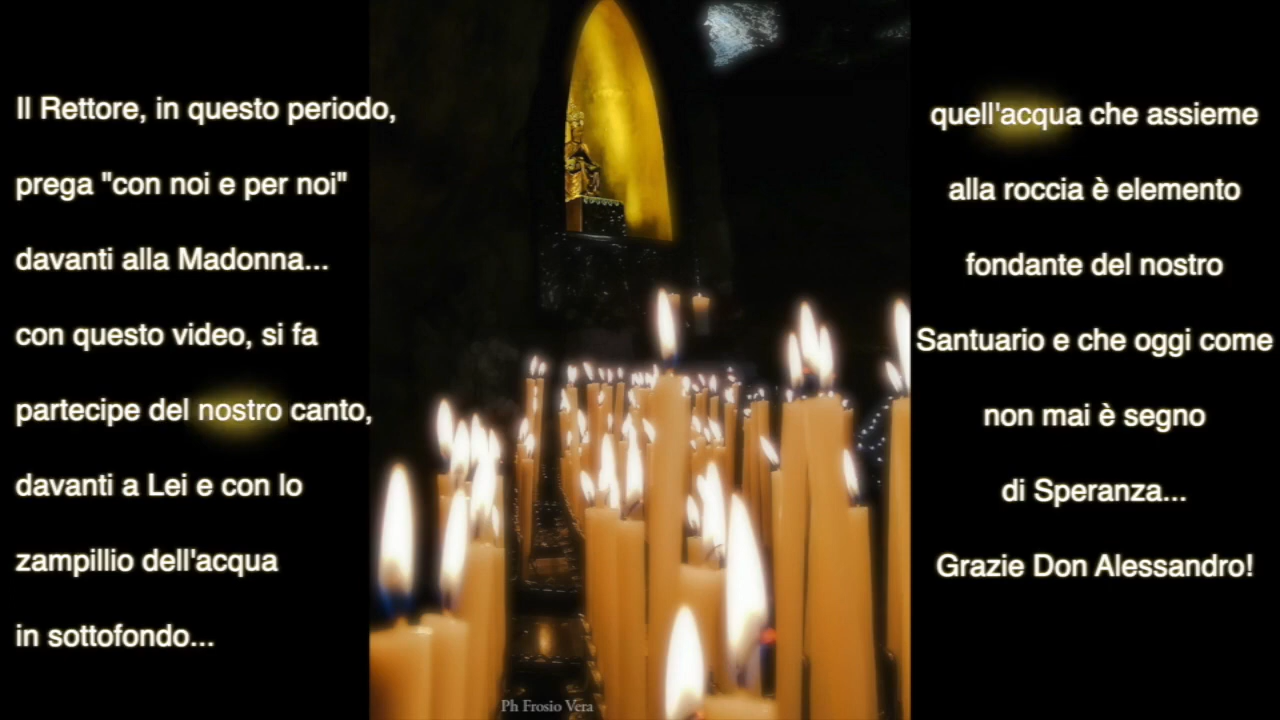 Il Rettore, in questo periodo,
prega "con noi e per noi"
davanti alla Madonna...
con questo video, si fa
partecipe del nostro canto,
davanti a Lei e con lo
zampillio dell'acqua
in sottofondo...
quell'acqua che assieme
alla roccia è elemento
fondante del nostro
Santuario e che oggi come
non mai è segno
di Speranza...
Grazie Don Alessandro!
Ph Frosio Vera